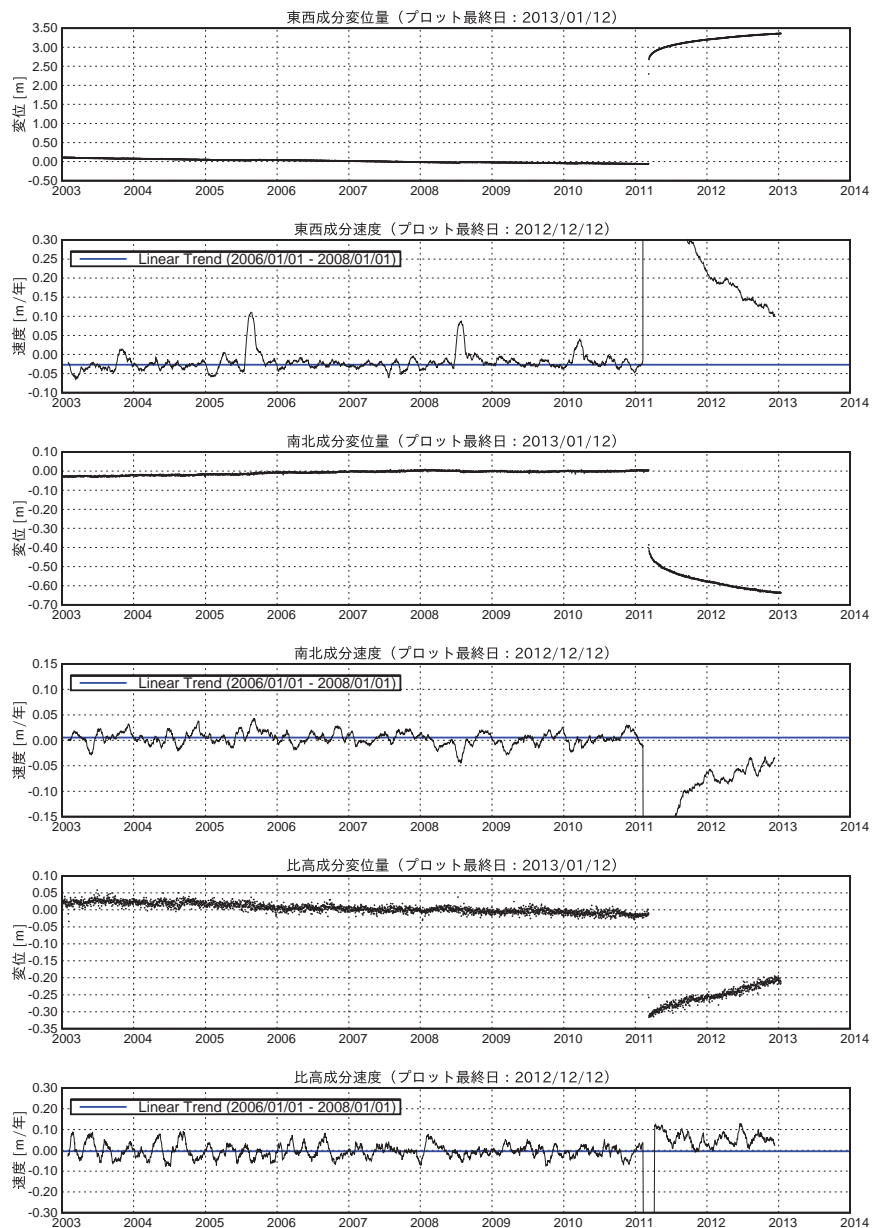 東西成分変位量（プロット最終日：2013/01/12）
変位 [m]
3.50
3.00
2.50
2.00
1.50
1.00
0.50
0.00
-0.50
2003 2004 2005 2006 2007 2008 2009 2010 2011 2012 2013 2014
東西成分速度（プロット最終日：2012/12/12）
速度 [m/年]
0.30
0.25
0.20
0.15
0.10
0.05
0.00
-0.05
-0.10
Linear Trend (2006/01/01 - 2008/01/01)
2003 2004 2005 2006 2007 2008 2009 2010 2011 2012 2013 2014
南北成分変位量（プロット最終日：2013/01/12）
変位 [m]
0.10
0.00
-0.10
-0.20
-0.30
-0.40
-0.50
-0.60
-0.70
2003 2004 2005 2006 2007 2008 2009 2010 2011 2012 2013 2014
南北成分速度（プロット最終日：2012/12/12）
速度 [m/年]
0.15
0.10
0.05
0.00
-0.05
-0.10
-0.15
Linear Trend (2006/01/01 - 2008/01/01)
2003 2004 2005 2006 2007 2008 2009 2010 2011 2012 2013 2014
比高成分変位量（プロット最終日：2013/01/12）
変位 [m]
0.10
0.05
0.00
-0.05
-0.10
-0.15
-0.20
-0.25
-0.30
-0.35
2003 2004 2005 2006 2007 2008 2009 2010 2011 2012 2013 2014
比高成分速度（プロット最終日：2012/12/12）
速度 [m/年]
0.30
0.20
0.10
0.00
-0.10
-0.20
-0.30
Linear Trend (2006/01/01 - 2008/01/01)
2003 2004 2005 2006 2007 2008 2009 2010 2011 2012 2013 2014